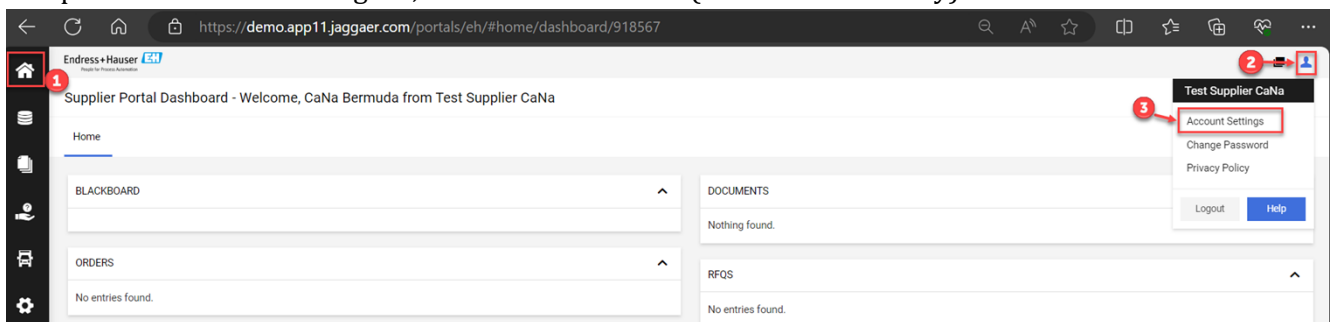 https://demo.app11.jaggaer.com/portals/eh/#home/dashboard/918567
Endress+Hauser EH
People for Process Automation
1
2
Supplier Portal Dashboard - Welcome, CaNa Bermuda from Test Supplier CaNa
Test Supplier CaNa
3
Account Settings
Home
Change Password
Privacy Policy
BLACKBOARD
DOCUMENTS
Logout
Help
Nothing found.
ORDERS
RFQS
No entries found.
No entries found.